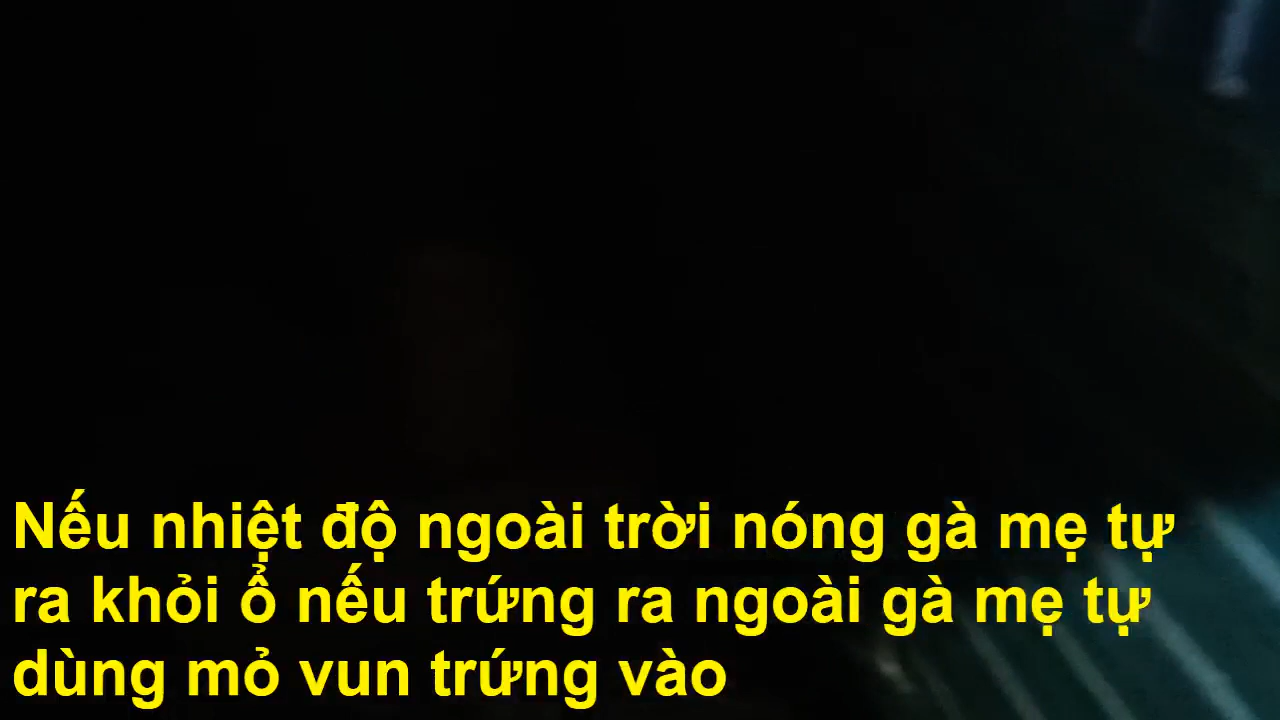 Nếu nhiệt độ ngoài trời nóng gà mẹ tự
ra khỏi ổ nếu trứng ra ngoài gà mẹ tự
dùng mỏ vun trứng vào